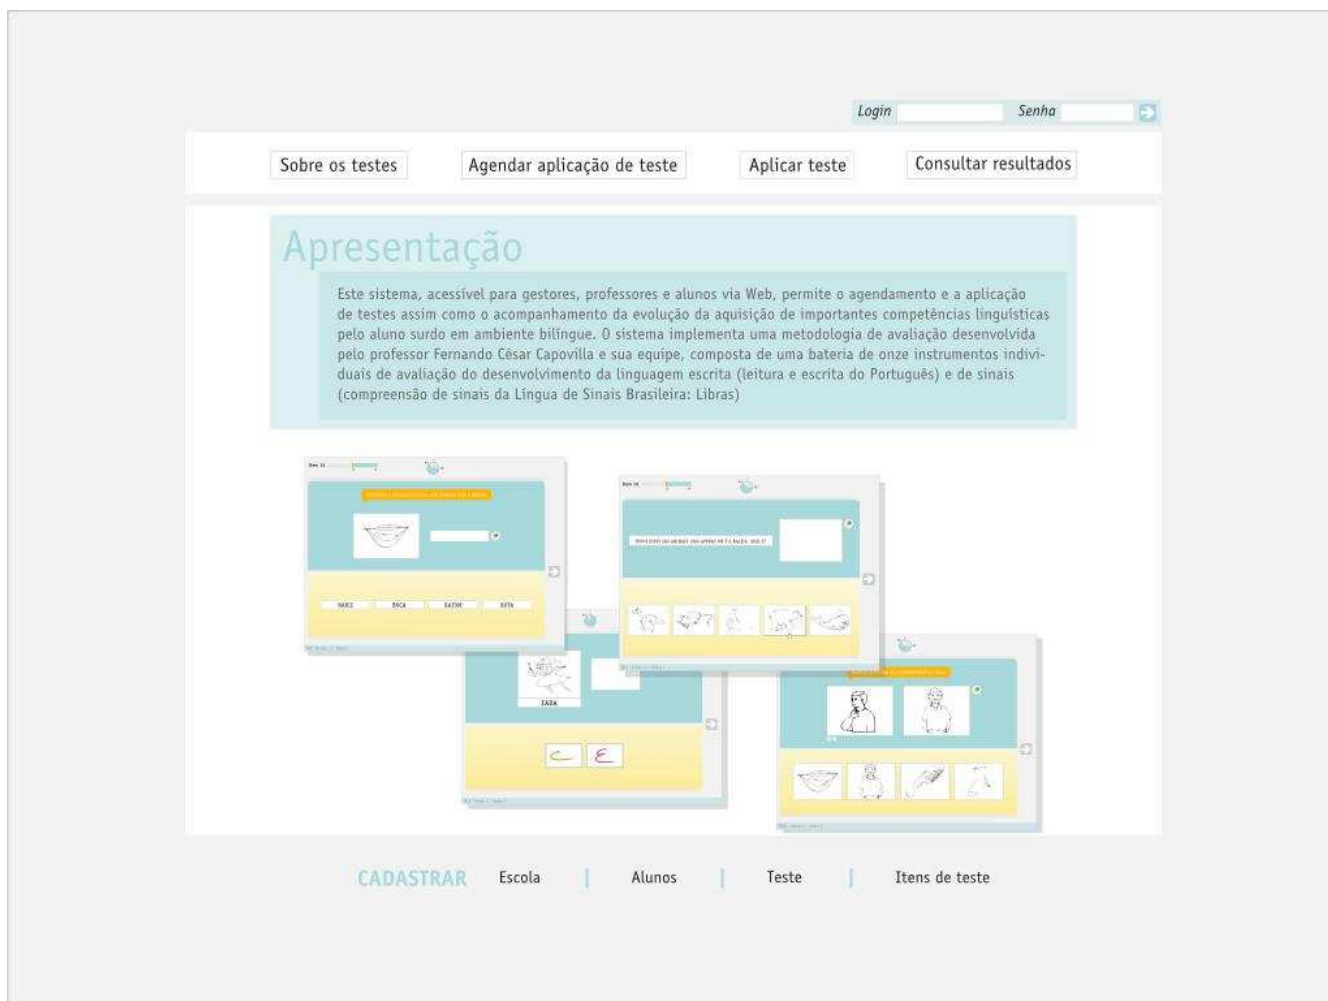 Login Senha
Sobre os testes Agendar aplicação de teste Aplicar teste Consultar resultados
Apresentação
Este sistema, acessível para gestores, professores e alunos via Web, permite o agendamento e a aplicação
de testes assim como o acompanhamento da evolução da aquisição de importantes competências linguísticas
pelo aluno surdo em ambiente bilíngue. O sistema implementa uma metodologia de avaliação desenvolvida
pelo professor Fernando César Capovilla e sua equipe, composta de uma bateria de onze instrumentos indivi-
duais de avaliação do desenvolvimento da linguagem escrita (leitura e escrita do Português) e de sinais
(compreensão de sinais da Língua de Sinais Brasileira: Libras)
NARIZ BOCA BATOM BOTA
FADA
C E
CADASTRAR Escola | Alunos | Teste | Itens de teste